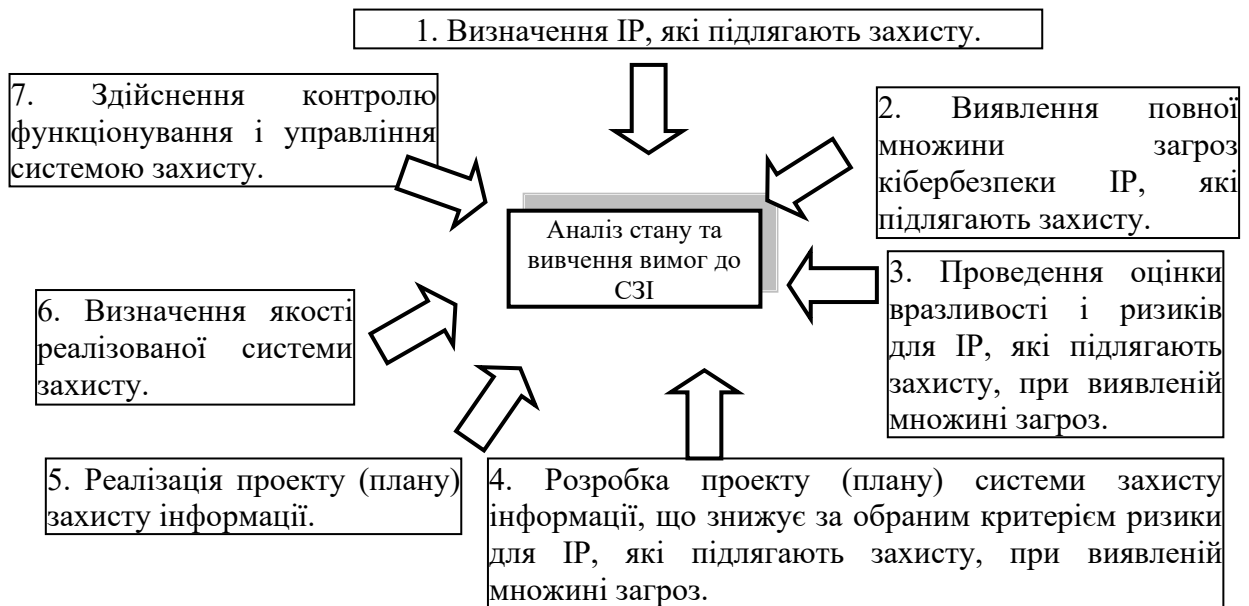 1. Визначення ІР, які підлягають захисту.
7. Здійснення контролю
функціонування і управління
системою захисту.
2. Виявлення повної
множини загроз
кібербезпеки ІР, які
підлягають захисту.
Аналіз стану та
вивчення вимог до
СЗІ
3. Проведення оцінки
вразливості і ризиків
для ІР, які підлягають
захисту, при виявленій
множині загроз.
6. Визначення якості
реалізованої системи
захисту.
5. Реалізація проекту (плану)
захисту інформації.
4. Розробка проекту (плану) системи захисту
інформації, що знижує за обраним критерієм ризики
для ІР, які підлягають захисту, при виявленій
множині загроз.